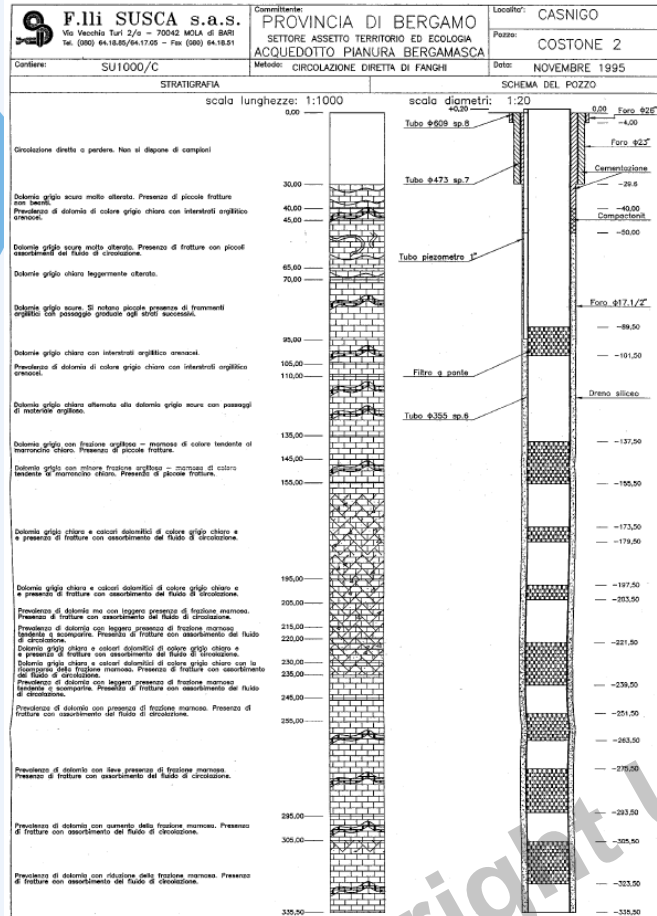 F.lli SUSCA s.a.s.
Via Vecchia Turi 2/a – 70042 MOLA di BARI
Tel. (080) 64.18.85/64.17.05 – Fax (080) 64.18.51
Committente:
PROVINCIA DI BERGAMO
SETTORE ASSETTO TERRITORIO ED ECOLOGIA
ACQUEDOTTO PIANURA BERGAMASCA
Localita': CASNIGO
Pozzo: COSTONE 2
Cantiere: SU1000/C
Metodo: CIRCOLAZIONE DIRETTA DI FANGHI
Data: NOVEMBRE 1995
STRATIGRAFIA
SCHEMA DEL POZZO
scala lunghezze: 1:1000
scala diametri: 1:20
0,00
Circolazione diretta a perdere. Non si dispone di campioni
30,00
Dolomia grigio scura molto alterata. Presenza di piccole fratture
non beanti.
40,00
Prevalenza di dolomia di colore grigio chiara con interstrati argillitico
arenacei.
45,00
Dolomie grigio scure molto alterata. Presenza di fratture con piccoli
assorbimenti del fluido di circolazione.
65,00
Dolomie grigio chiara leggermente alterata.
70,00
Dolomie grigio scure. Si notano piccole presenze di frammenti
argillitici con passaggio graduale agli strati successivi.
95,00
Dolomie grigio chiara con interstrati argillitico arenacei.
105,00
Prevalenza di dolomia di colore grigio chiara con interstrati argillitico
arenacei.
110,00
Dolomia grigio chiara alternata alla dolomia grigio scura con passaggi
di materiale argilloso.
135,00
Dolomia grigia con frazione argillosa – marnosa di colore tendente al
marroncino chiaro. Presenza di piccole fratture.
145,00
Dolomia grigia con minore frazione argillosa – marnosa di colore
tendente al marroncino chiaro. Presenza di piccole fratture.
155,00
Dolomia grigia chiara e calcari dolomitici di colore grigio chiaro e
e presenza di fratture con assorbimento del fluido di circolazione.
195,00
Dolomia grigia chiara e calcari dolomitici di colore grigio chiaro e
e presenza di fratture con assorbimento del fluido di circolazione.
205,00
Prevalenza di dolomia ma con leggera presenza di frazione marnosa.
Presenza di fratture con assorbimento del fluido di circolazione.
215,00
Prevalenza di dolomia con leggera presenza di frazione marnosa
tendente a scomparire. Presenza di fratture con assorbimento del fluido
di circolazione.
220,00
Dolomia grigia chiara e calcari dolomitici di colore grigio chiaro e
e presenza di fratture con assorbimento del fluido di circolazione.
230,00
Dolomia grigia chiara e calcari dolomitici di colore grigio chiaro con la
ricomparsa della frazione marnosa. Presenza di fratture con assorbimento
del fluido di circolazione.
235,00
Prevalenza di dolomia con leggera presenza di frazione marnosa
tendente a scomparire. Presenza di fratture con assorbimento del fluido
di circolazione.
245,00
Prevalenza di dolomia con presenza di frazione marnosa. Presenza di
fratture con assorbimento del fluido di circolazione.
255,00
Prevalenza di dolomia con lieve presenza di frazione marnosa.
Presenza di fratture con assorbimento del fluido di circolazione.
295,00
Prevalenza di dolomia con aumento della frazione marnosa. Presenza
di fratture con assorbimento del fluido di circolazione.
305,00
Prevalenza di dolomia con riduzione della frazione marnosa. Presenza
di fratture con assorbimento del fluido di circolazione.
335,50
+0,20
Tubo φ609 sp.8
Tubo φ473 sp.7
Tubo piezometro 1"
Filtro a ponte
Tubo φ355 sp.6
0,00 Foro φ26"
-4,00
Foro φ23"
Cementazione
-29.6
-40,00
Compactonit
-50,00
Foro φ17.1/2"
-89,50
-101,50
Dreno siliceo
-137,50
-155,50
-173,50
-179,50
-197,50
-203,50
-221,50
-239,50
-251,50
-263,50
-275,50
-293,50
-305,50
-323,50
-335,50
right